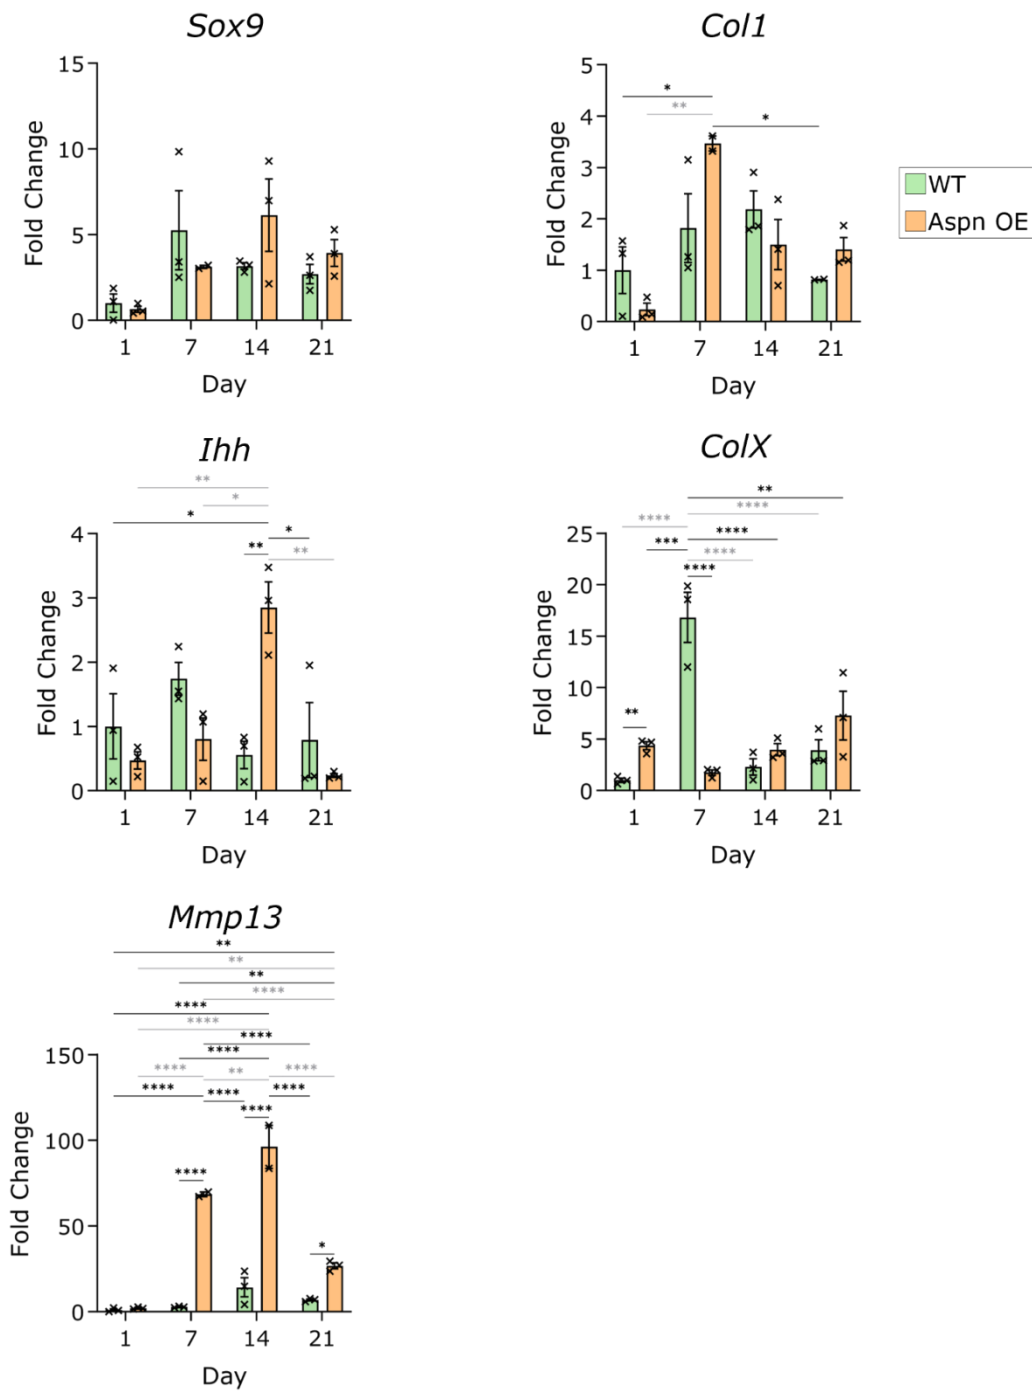 Sox9
15
10
5
0
Fold Change
1 7 14 21
Day
Col1
5
4
3
2
1
0
Fold Change
* 
**
*
1 7 14 21
Day
WT
Aspn OE
Ihh
**
*
*
*
**
**
4
3
2
1
0
Fold Change
1 7 14 21
Day
ColX
**
****
****
*** ****
****
****
**
25
20
15
10
5
0
Fold Change
1 7 14 21
Day
Mmp13
**
**
**
****
****
****
****
****
**** ** ****
**** **** ****
****
****
*
150
100
50
0
Fold Change
1 7 14 21
Day